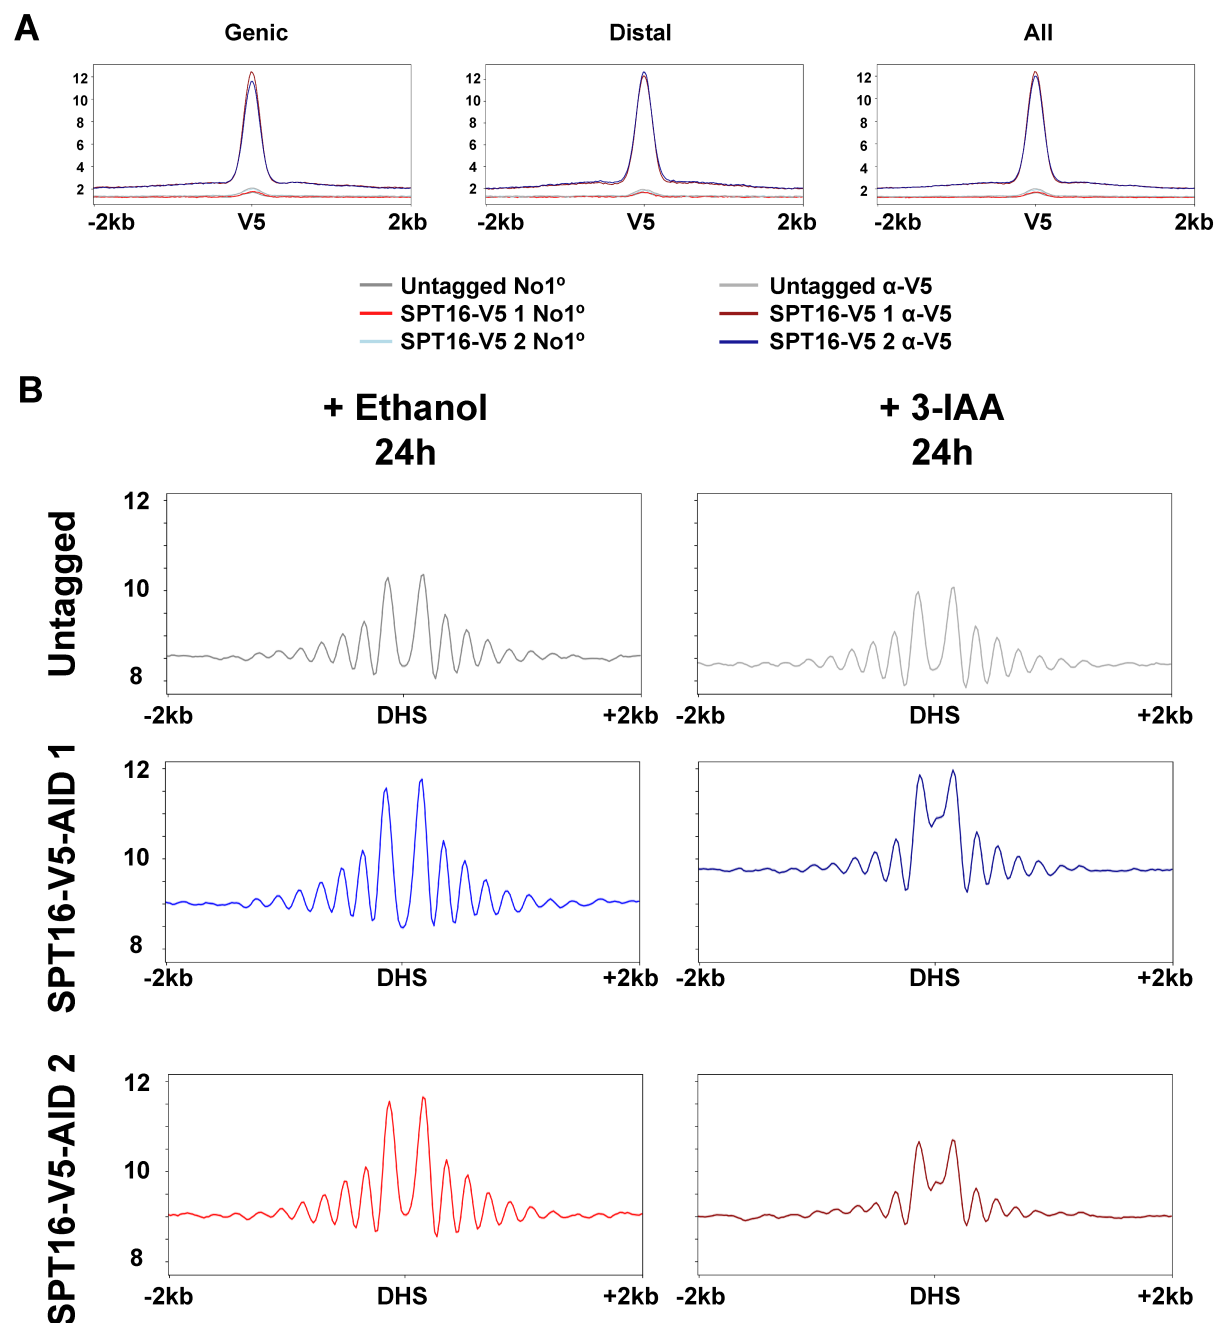 A
Genic
Distal
All
12
10
8
6
4
2
-2kb
V5
2kb
12
10
8
6
4
2
-2kb
V5
2kb
12
10
8
6
4
2
-2kb
V5
2kb
Untagged No1º
Untagged α-V5
SPT16-V5 1 No1º
SPT16-V5 1 α-V5
SPT16-V5 2 No1º
SPT16-V5 2 α-V5
B
+ Ethanol
24h
+ 3-IAA
24h
Untagged
12
10
8
-2kb
DHS
+2kb
-2kb
DHS
+2kb
SPT16-V5-AID 1
12
10
8
-2kb
DHS
+2kb
-2kb
DHS
+2kb
SPT16-V5-AID 2
12
10
8
-2kb
DHS
+2kb
-2kb
DHS
+2kb